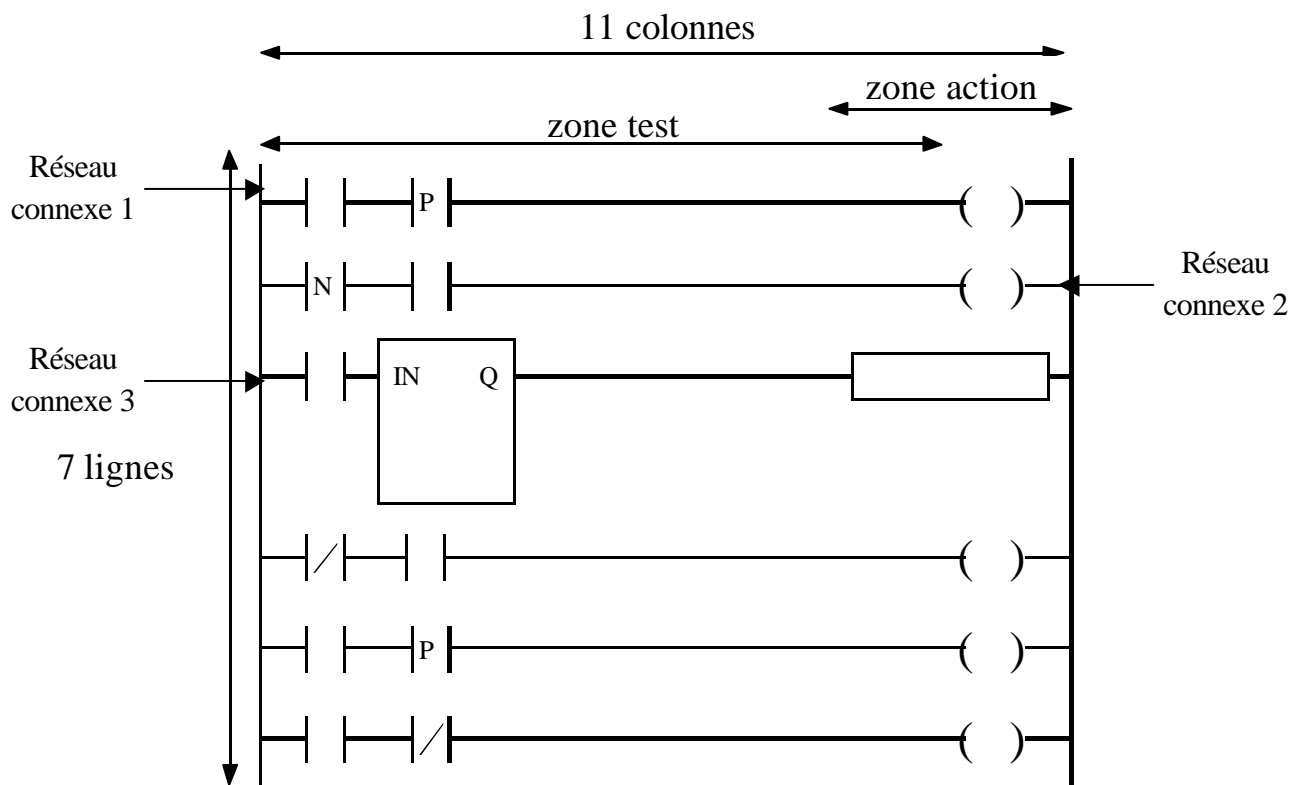 11 colonnes
zone action
zone test
Réseau
connexe 1
P
N
Réseau
connexe 2
Réseau
connexe 3
IN Q
7 lignes
P